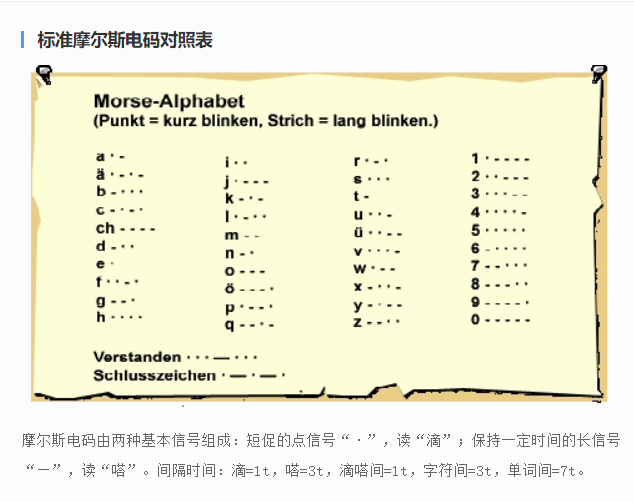 标准摩尔斯电码对照表
Morse-Alphabet
(Punkt = kurz blinken, Strich = lang blinken.)
a · -
ä · - · -
b - · · ·
c - · - ·
ch - - - -
d - · ·
e ·
f · · - ·
g - - ·
h · · · ·
i · ·
j · - - -
k - · -
l · - · ·
m - -
n - ·
o - - -
ö - - - ·
p · - - ·
q - - · -
r · - ·
s · · ·
t -
u · · -
ü · · - -
v · · · -
w · - -
x - · · -
y - · - -
z - - · ·
1 · - - - -
2 · · - - -
3 · · · - -
4 · · · · -
5 · · · · ·
6 - · · · ·
7 - - · · ·
8 - - - · ·
9 - - - - ·
0 - - - - -
Verstanden · · · — · · ·
Schlusszeichen · — · — ·
摩尔斯电码由两种基本信号组成：短促的点信号“·”，读“滴”；保持一定时间的长信号
“一”，读“嗒”。间隔时间：滴=1t，嗒=3t，滴嗒间=1t，字符间=3t，单词间=7t。